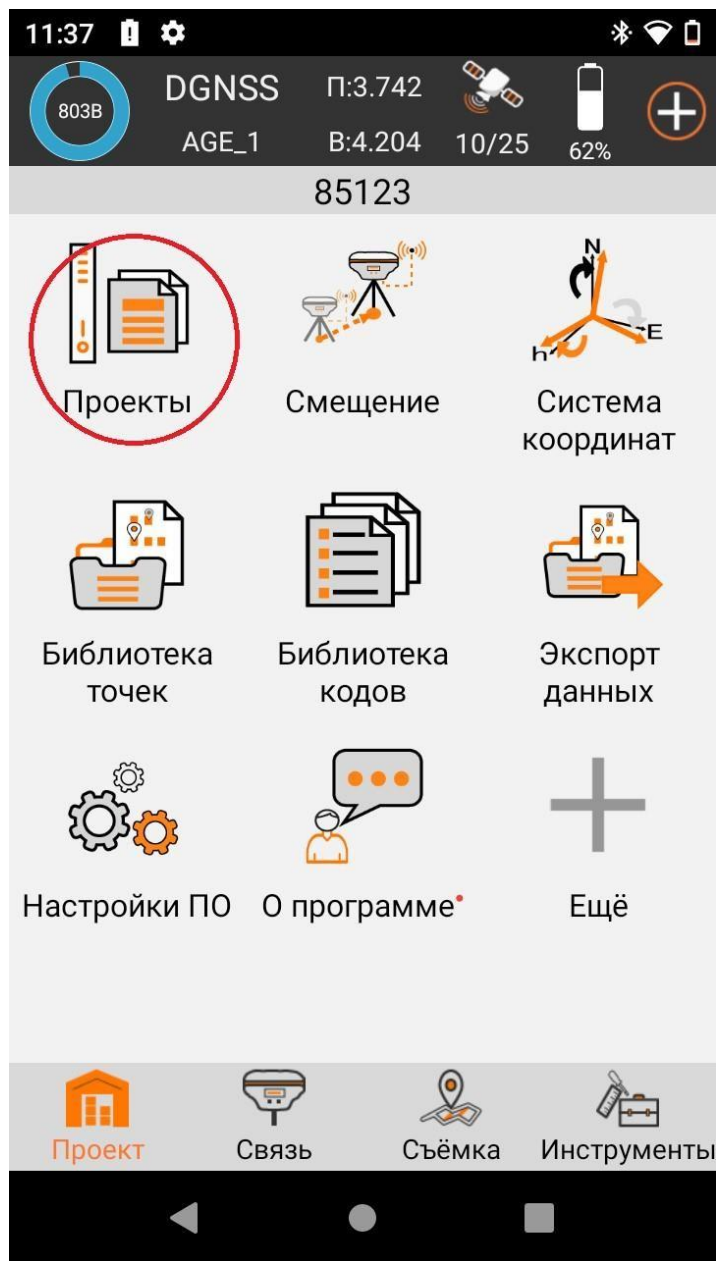 11:37
803B DGNSS П:3.742
AGE_1 В:4.204 10/25 62%
85123
N
E
h
Проекты Смещение Система
координат
Библиотека Библиотека Экспорт
точек кодов данных
Настройки ПО О программе Ещё
Проект Связь Съёмка Инструменты